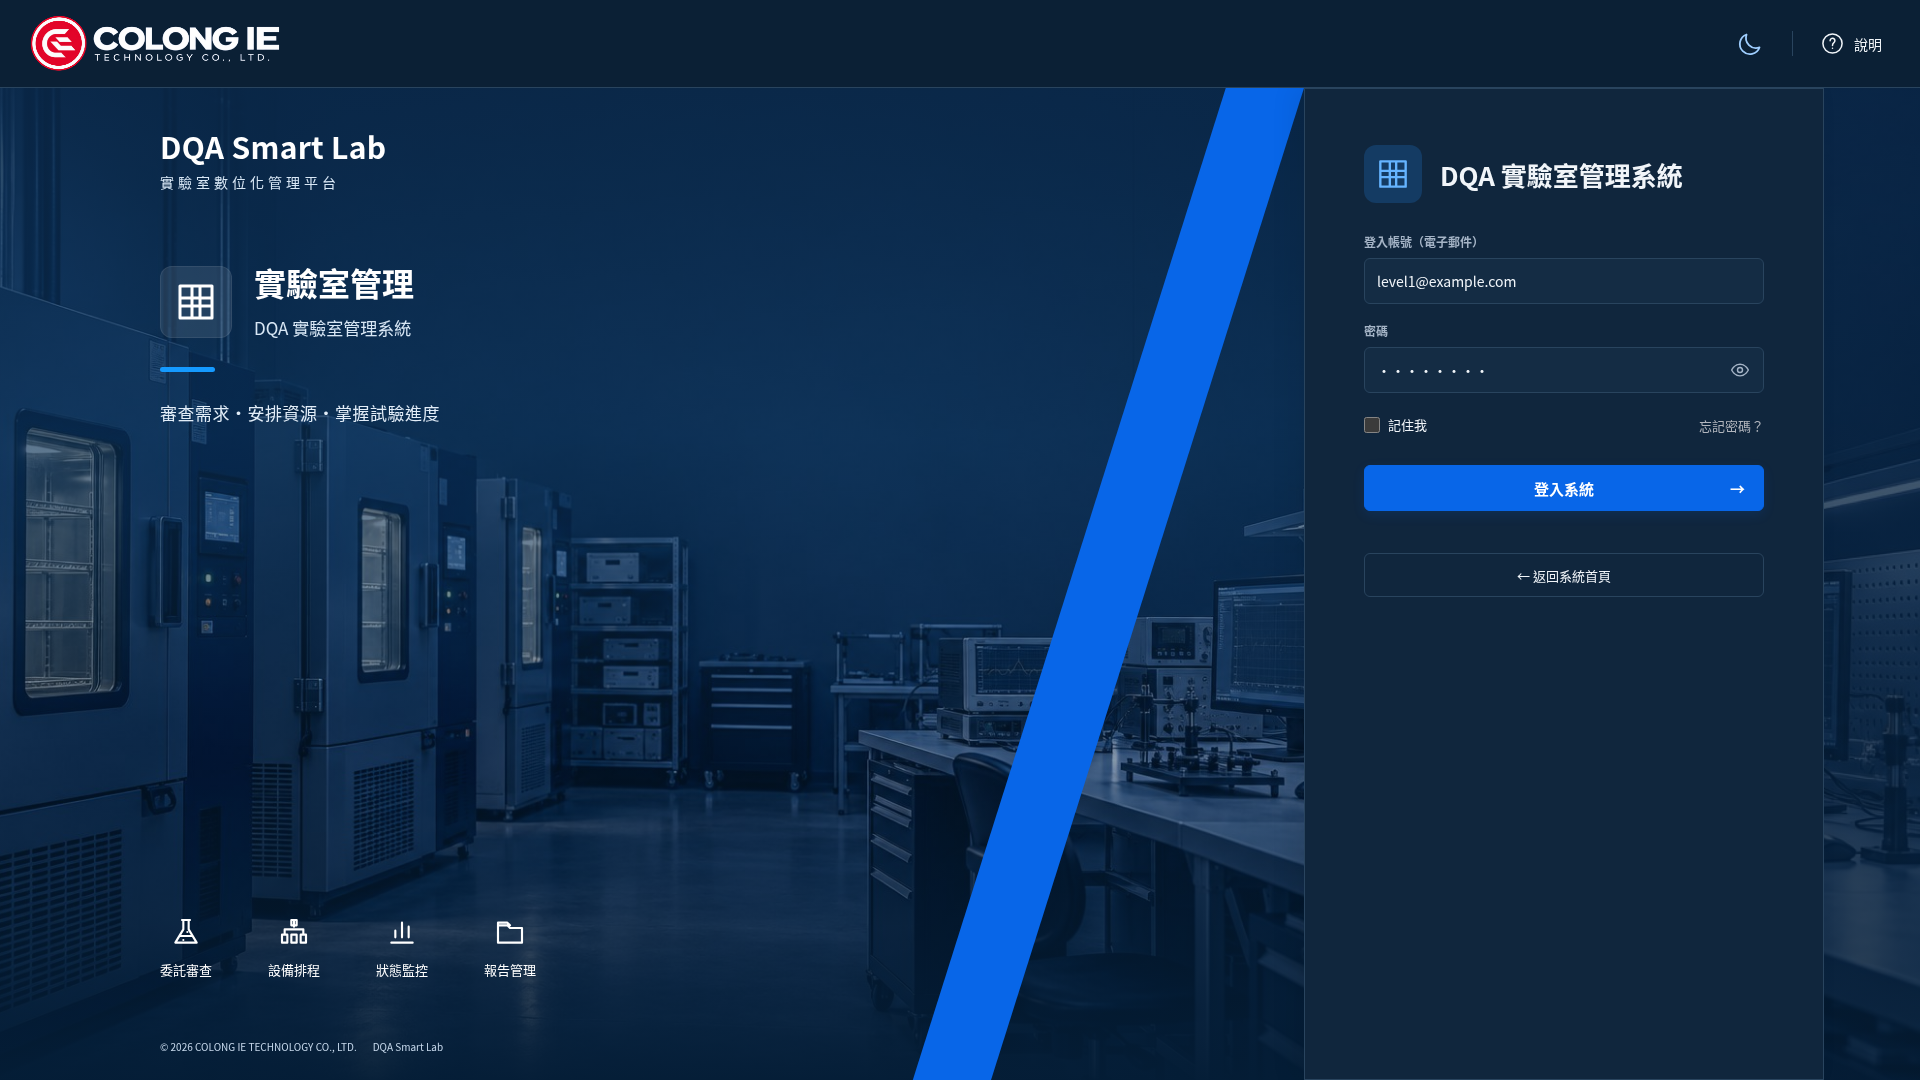 COLONG IE
TECHNOLOGY CO., LTD.
說明
DQA Smart Lab
實驗室數位化管理平台
實驗室管理
DQA 實驗室管理系統
審查需求・安排資源・掌握試驗進度
委託審查
設備排程
狀態監控
報告管理
© 2026 COLONG IE TECHNOLOGY CO., LTD. DQA Smart Lab
DQA 實驗室管理系統
登入帳號（電子郵件）
level1@example.com
密碼
記住我
忘記密碼？
登入系統 →
← 返回系統首頁